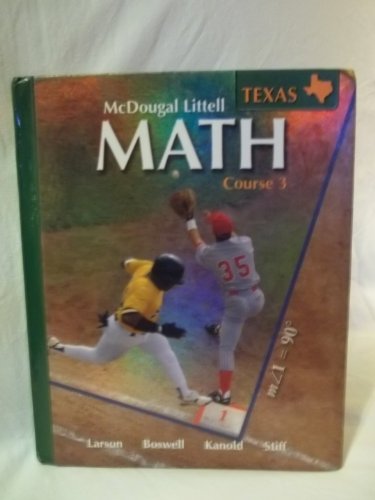 TEXAS
McDougal Littell
MATH
Course 3
35
m∠1 = 90°
1
Larson Boswell Kanold Stiff